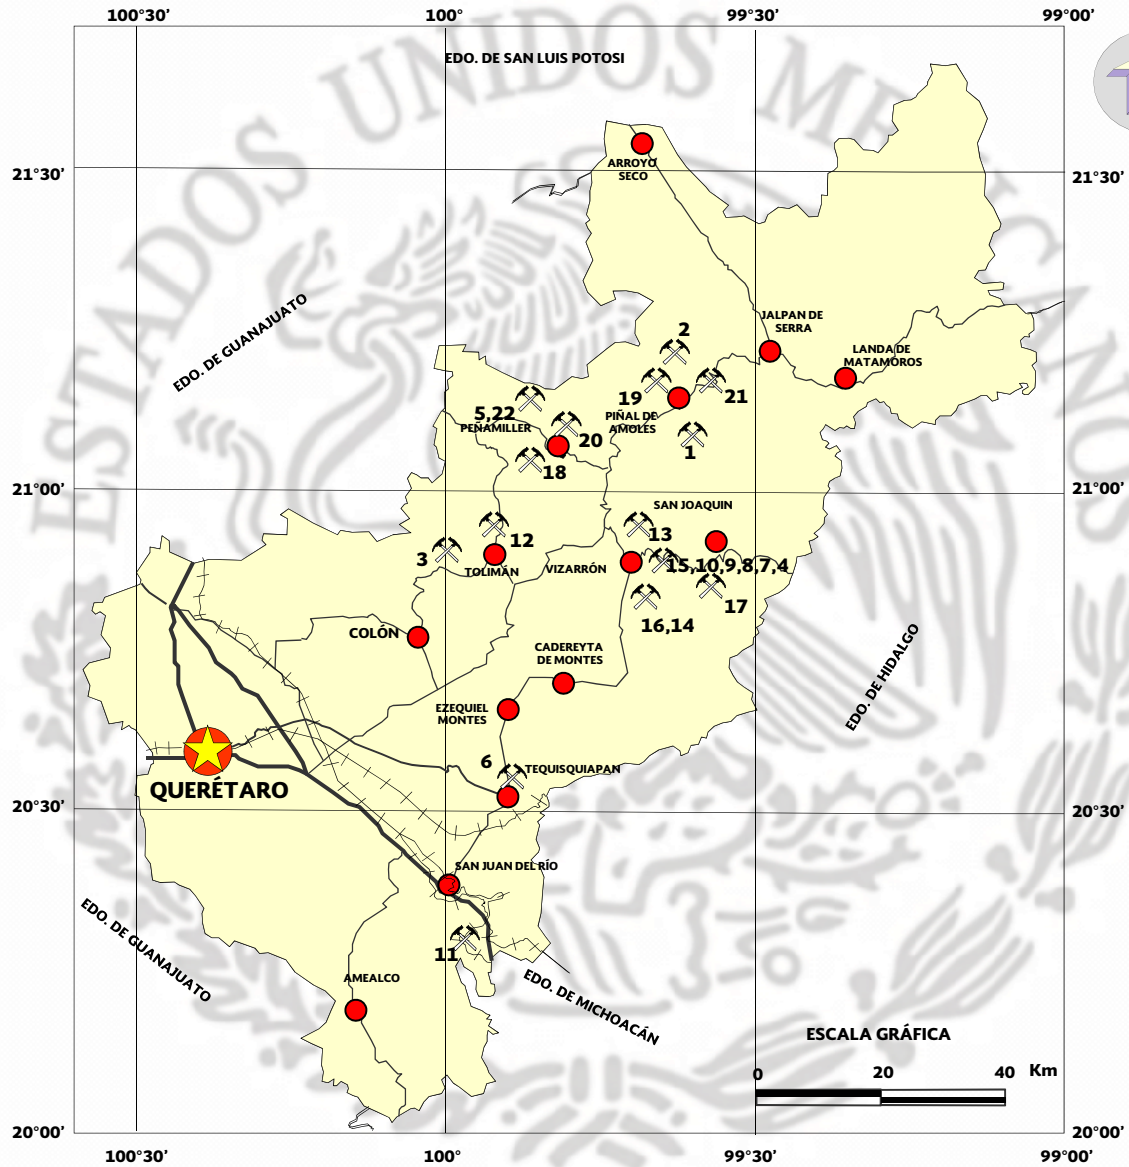 100°30'
100°
99°30'
99°00'
EDO. DE SAN LUIS POTOSI
ESTADOS UNIDOS MEXICANOS
ARROYO
SECO
21°30'
21°30'
EDO. DE GUANAJUATO
JALPAN DE
SERRA
2
LANDA DE
MATAMOROS
19
21
5,22
PEÑAMILLER
PIÑAL DE
AMOLES
20
1
18
21°00'
21°00'
SAN JOAQUIN
13
12
3
TOLIMÁN
VIZARRÓN
15,10,9,8,7,4
17
16,14
COLÓN
CADEREYTA
DE MONTES
EDO. DE HIDALGO
EZEQUIEL
MONTES
6
TEQUISQUIAPAN
QUERÉTARO
20°30'
20°30'
SAN JUAN DEL RÍO
EDO. DE GUANAJUATO
11
AMEALCO
EDO. DE MICHOACÁN
ESCALA GRÁFICA
0
20
40
Km
20°00'
20°00'
100°30'
100°
99°30'
99°00'